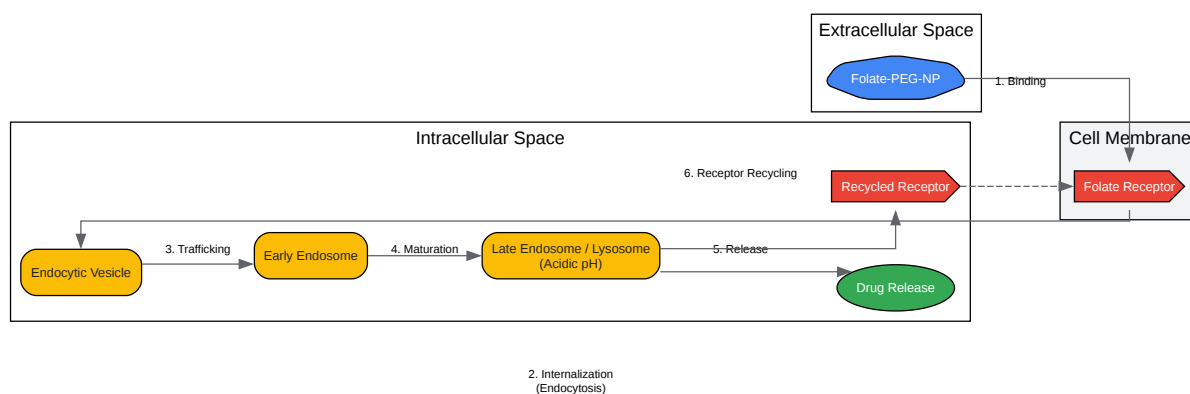 Extracellular Space
Folate-PEG-NP
1. Binding
Intracellular Space
Cell Membrane
6. Receptor Recycling
Recycled Receptor
Folate Receptor
3. Trafficking
4. Maturation
5. Release
Endocytic Vesicle
Early Endosome
Late Endosome / Lysosome
(Acidic pH)
Drug Release
2. Internalization
(Endocytosis)